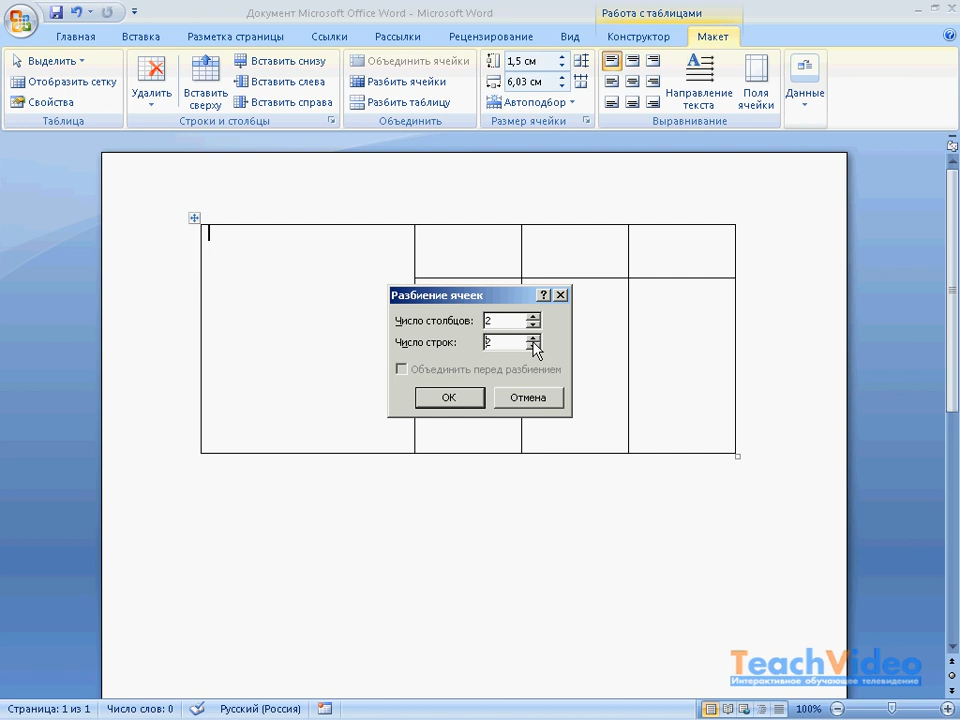 Документ Microsoft Office Word - Microsoft Word
Работа с таблицами
Главная Вставка Разметка страницы Ссылки Рассылки Рецензирование Вид Конструктор Макет
Выделить
Отобразить сетку
Свойства
Таблица
Удалить
Вставить сверху
Вставить снизу
Вставить слева
Вставить справа
Строки и столбцы
Объединить ячейки
Разбить ячейки
Разбить таблицу
Объединить
1,5 см
6,03 см
Автоподбор
Размер ячейки
Направление текста
Поля ячейки
Выравнивание
Данные
Разбиение ячеек
Число столбцов: 2
Число строк: 2
Объединить перед разбиением
ОК Отмена
TeachVideo
Интерактивное обучающее телевидение
Страница: 1 из 1 Число слов: 0 Русский (Россия) 100%